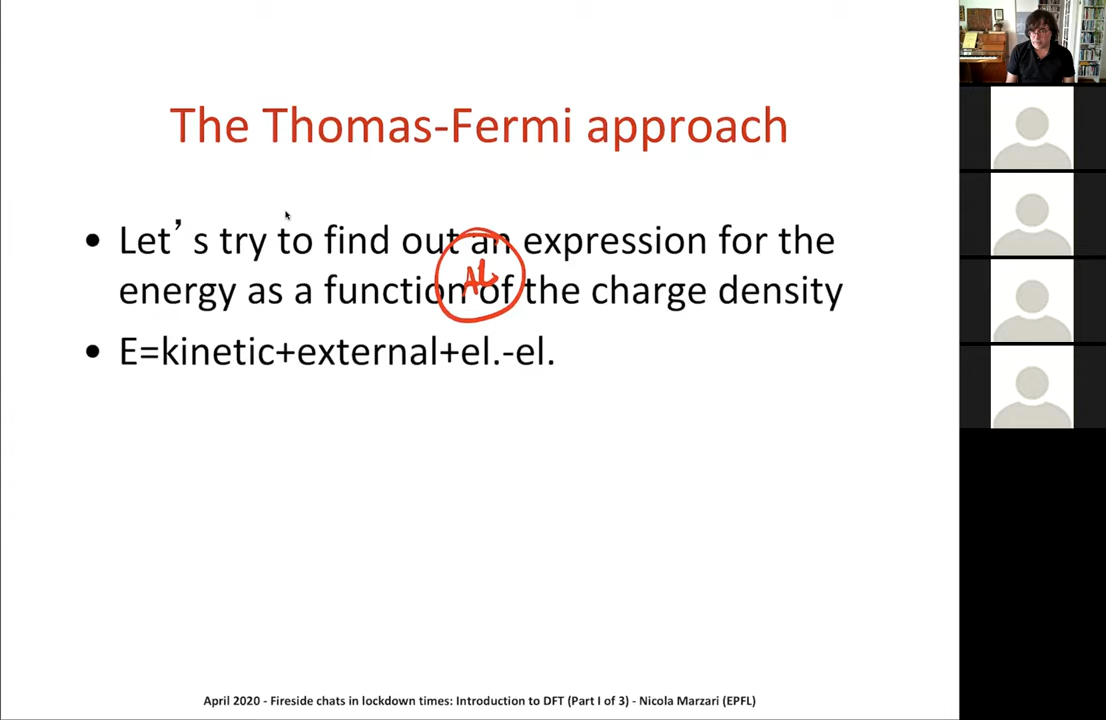 The Thomas-Fermi approach
• Let’s try to find out an expression for the
energy as a function of the charge density
AL
• E=kinetic+external+el.-el.
April 2020 - Fireside chats in lockdown times: Introduction to DFT (Part I of 3) - Nicola Marzari (EPFL)